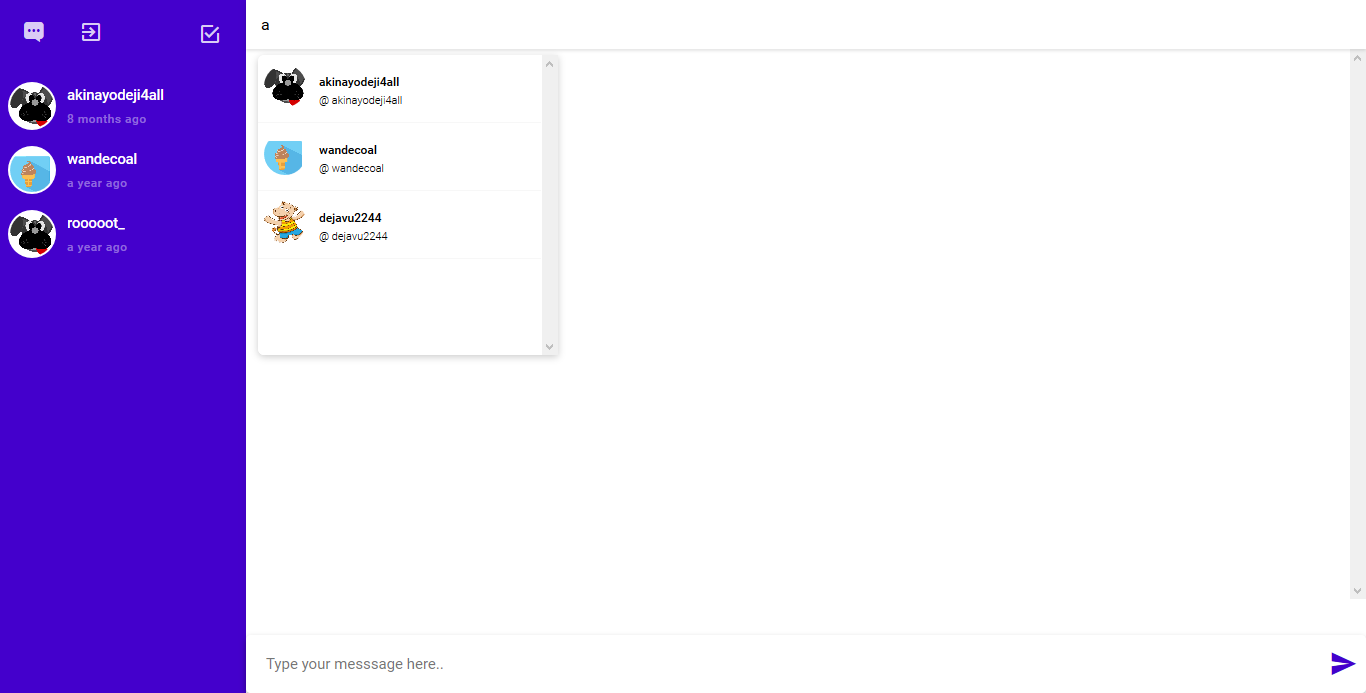 a
akinayodeji4all
8 months ago
wandecoal
a year ago
rooooot_
a year ago
akinayodeji4all
@ akinayodeji4all
wandecoal
@ wandecoal
dejavu2244
@ dejavu2244
Type your messsage here..